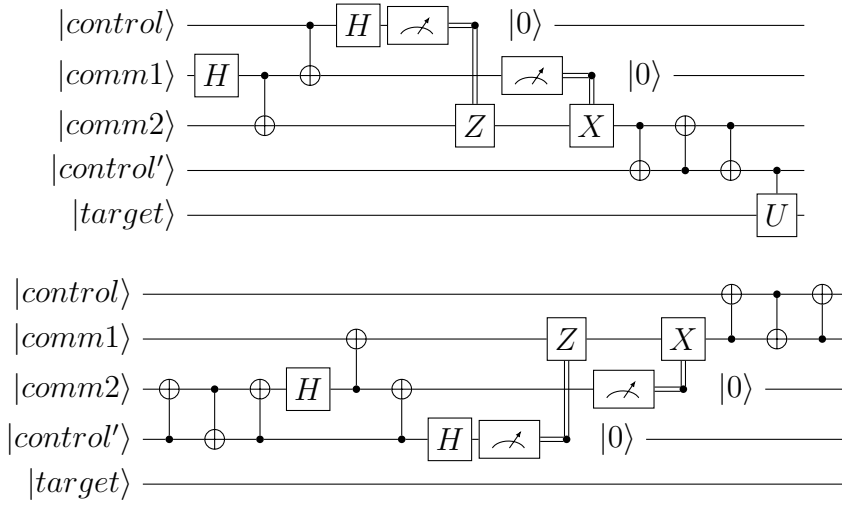 |control⟩ H |0⟩
|comm1⟩ H |0⟩
|comm2⟩ Z X
|control'⟩
|target⟩ U
|control⟩
|comm1⟩ Z X
|comm2⟩ H |0⟩
|control'⟩ H |0⟩
|target⟩